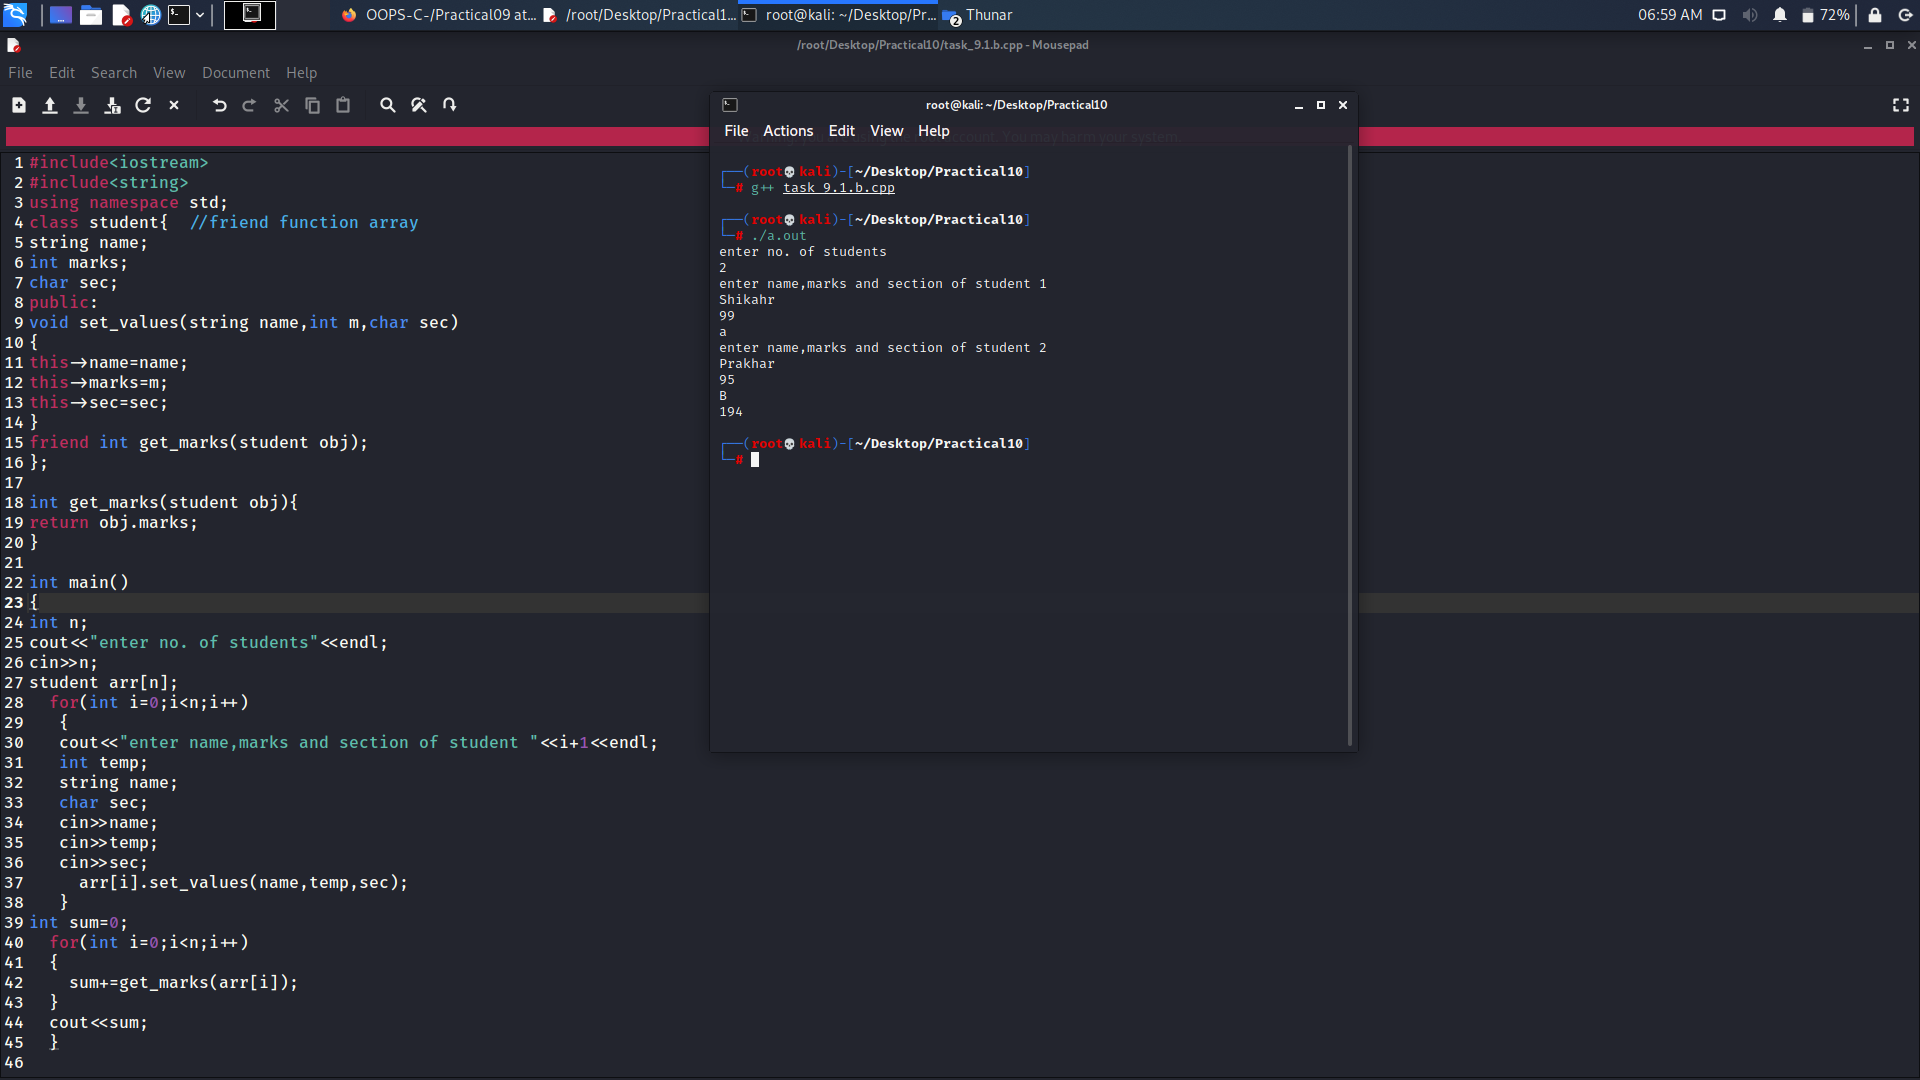 OOPS-C-/Practical09 at...
/root/Desktop/Practical1...
root@kali: ~/Desktop/Pr...
2 Thunar
06:59 AM
72%
/root/Desktop/Practical10/task_9.1.b.cpp - Mousepad
File Edit Search View Document Help
1 #include<iostream>
2 #include<string>
3 using namespace std;
4 class student{  //friend function array
5 string name;
6 int marks;
7 char sec;
8 public:
9 void set_values(string name,int m,char sec)
10 {
11 this->name=name;
12 this->marks=m;
13 this->sec=sec;
14 }
15 friend int get_marks(student obj);
16 };
17
18 int get_marks(student obj){
19 return obj.marks;
20 }
21
22 int main()
23 {
24 int n;
25 cout<<"enter no. of students"<<endl;
26 cin>>n;
27 student arr[n];
28   for(int i=0;i<n;i++)
29    {
30    cout<<"enter name,marks and section of student "<<i+1<<endl;
31    int temp;
32    string name;
33    char sec;
34    cin>>name;
35    cin>>temp;
36    cin>>sec;
37      arr[i].set_values(name,temp,sec);
38    }
39 int sum=0;
40   for(int i=0;i<n;i++)
41   {
42     sum+=get_marks(arr[i]);
43   }
44   cout<<sum;
45   }
46
root@kali: ~/Desktop/Practical10
File Actions Edit View Help
account. You may harm your system.
┌──(root💀kali)-[~/Desktop/Practical10]
└─# g++ task_9.1.b.cpp
┌──(root💀kali)-[~/Desktop/Practical10]
└─# ./a.out
enter no. of students
2
enter name,marks and section of student 1
Shikahr
99
a
enter name,marks and section of student 2
Prakhar
95
B
194
┌──(root💀kali)-[~/Desktop/Practical10]
└─#